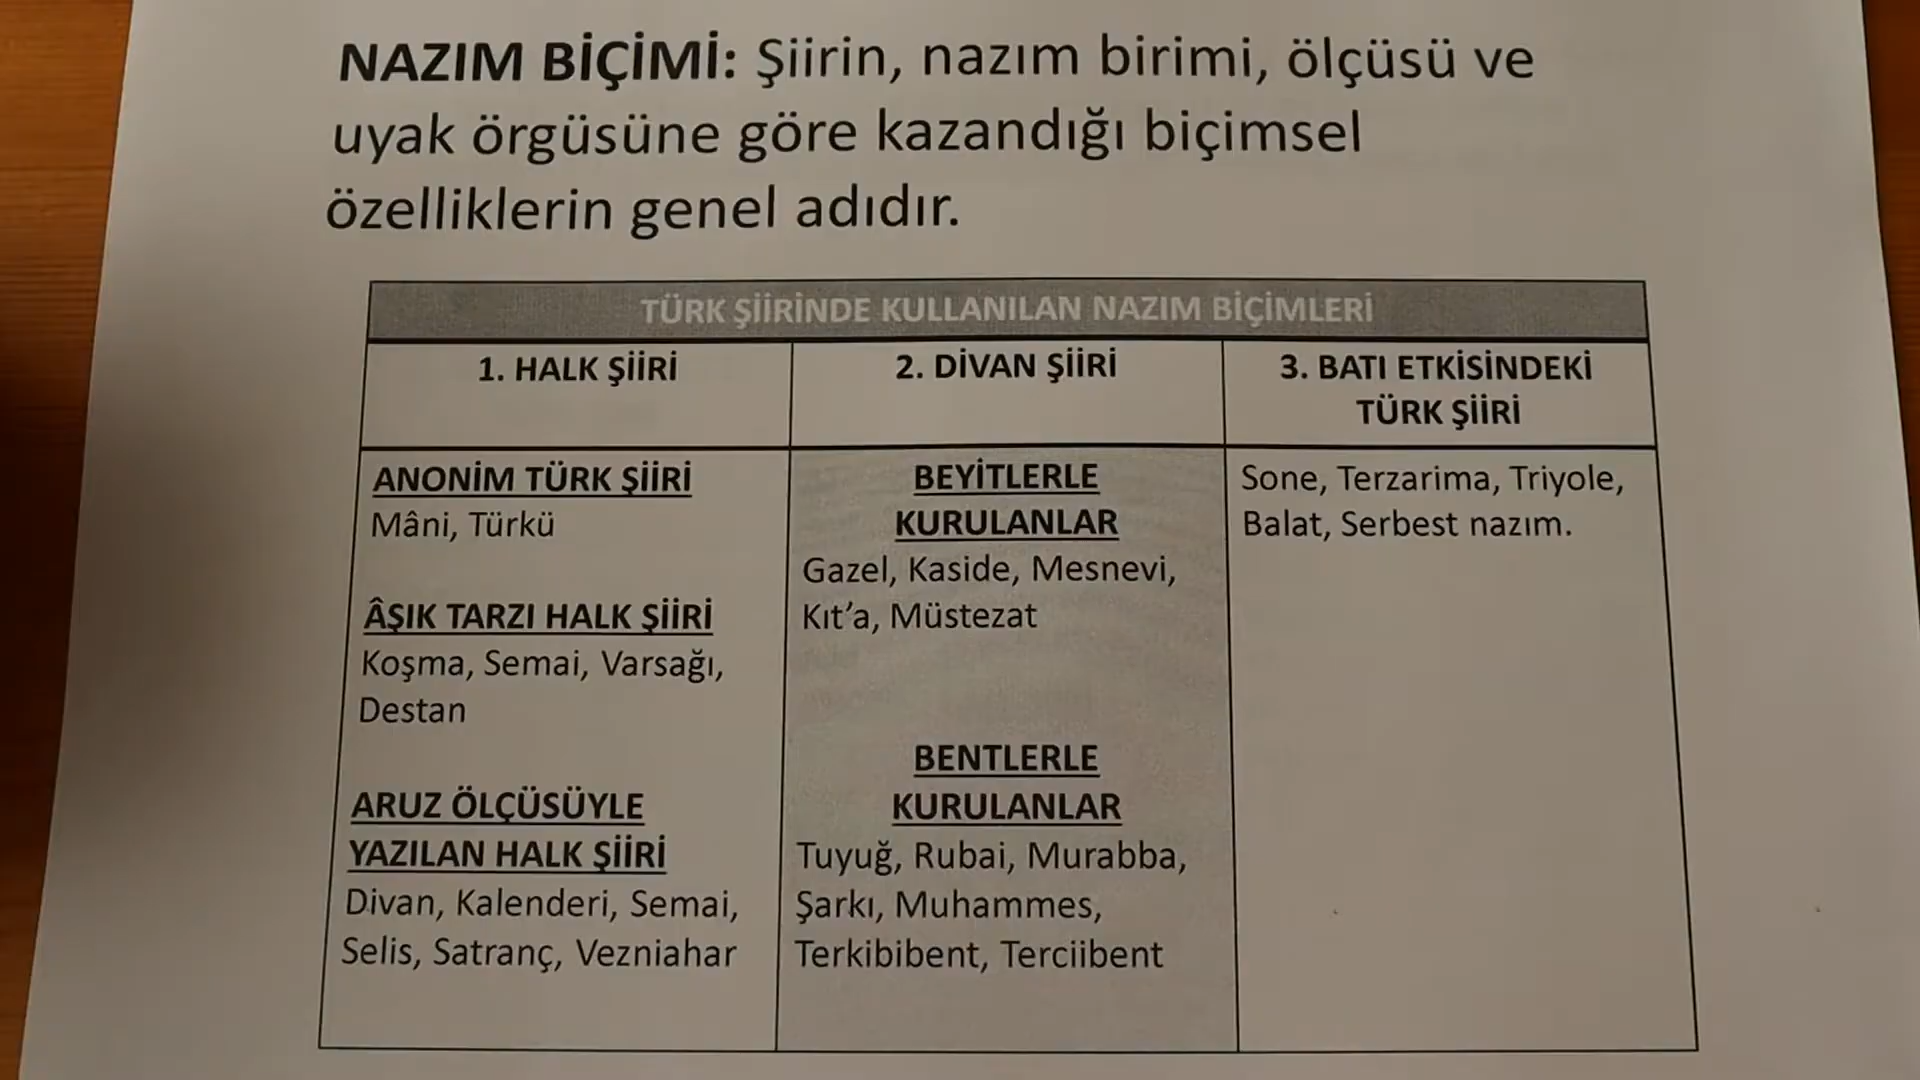 NAZIM BİÇİMİ: Şiirin, nazım birimi, ölçüsü ve
uyak örgüsüne göre kazandığı biçimsel
özelliklerin genel adıdır.
TÜRK ŞİİRİNDE KULLANILAN NAZIM BİÇİMLERİ
1. HALK ŞİİRİ
2. DİVAN ŞİİRİ
3. BATI ETKİSİNDEKİ
TÜRK ŞİİRİ
ANONİM TÜRK ŞİİRİ
Mâni, Türkü
ÂŞIK TARZI HALK ŞİİRİ
Koşma, Semai, Varsağı,
Destan
ARUZ ÖLÇÜSÜYLE
YAZILAN HALK ŞİİRİ
Divan, Kalenderi, Semai,
Selis, Satranç, Vezniahar
BEYİTLERLE
KURULANLAR
Gazel, Kaside, Mesnevi,
Kıt’a, Müstezat
BENTLERLE
KURULANLAR
Tuyuğ, Rubai, Murabba,
Şarkı, Muhammes,
Terkibibent, Terciibent
Sone, Terzarima, Triyole,
Balat, Serbest nazım.